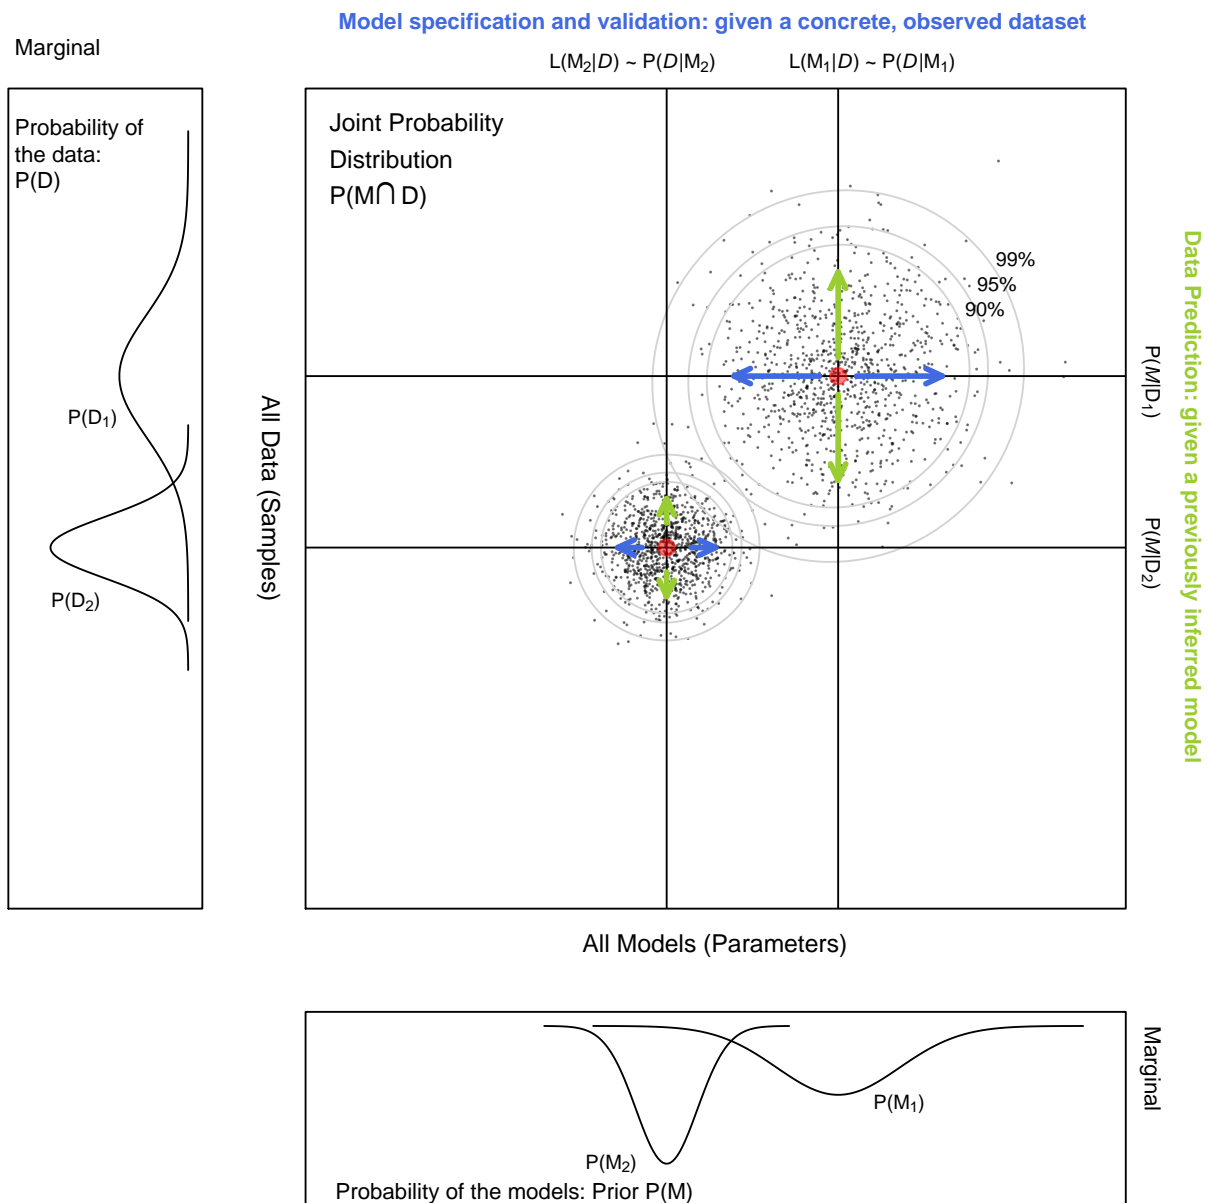 Model specification and validation: given a concrete, observed dataset
Marginal
L(M₂|D) ~ P(D|M₂)
L(M₁|D) ~ P(D|M₁)
Probability of
the data:
P(D)
Joint Probability
Distribution
P(M⋂ D)
99%
95%
90%
P(D₁)
P(D₂)
All Data (Samples)
P(M|D₁)
P(M|D₂)
Data Prediction: given a previously inferred model
All Models (Parameters)
P(M₁)
P(M₂)
Marginal
Probability of the models: Prior P(M)